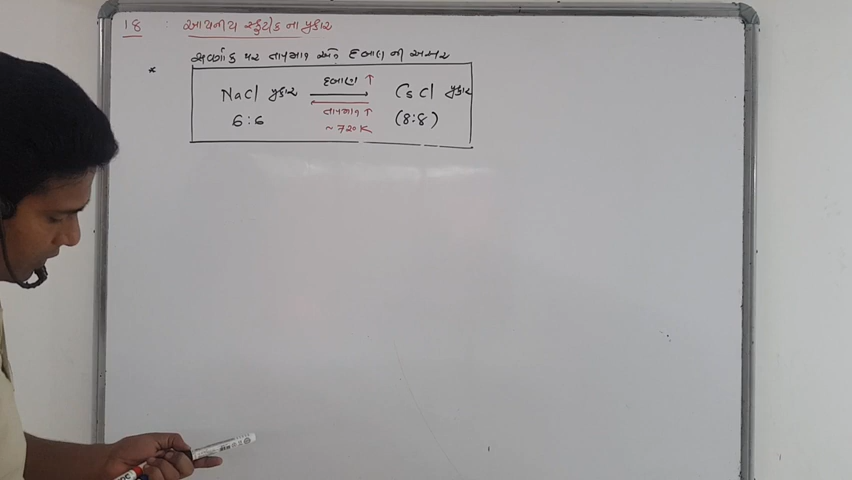 18 : આયનીય સ્ફટીક ના પ્રકાર
સવર્ગાંક પર તાપમાન અને દબાણ ની અસર
* NaCl પ્રકાર દબાણ ↑ CsCl પ્રકાર
6:6 તાપમાન ↑ (8:8)
~ 720 K